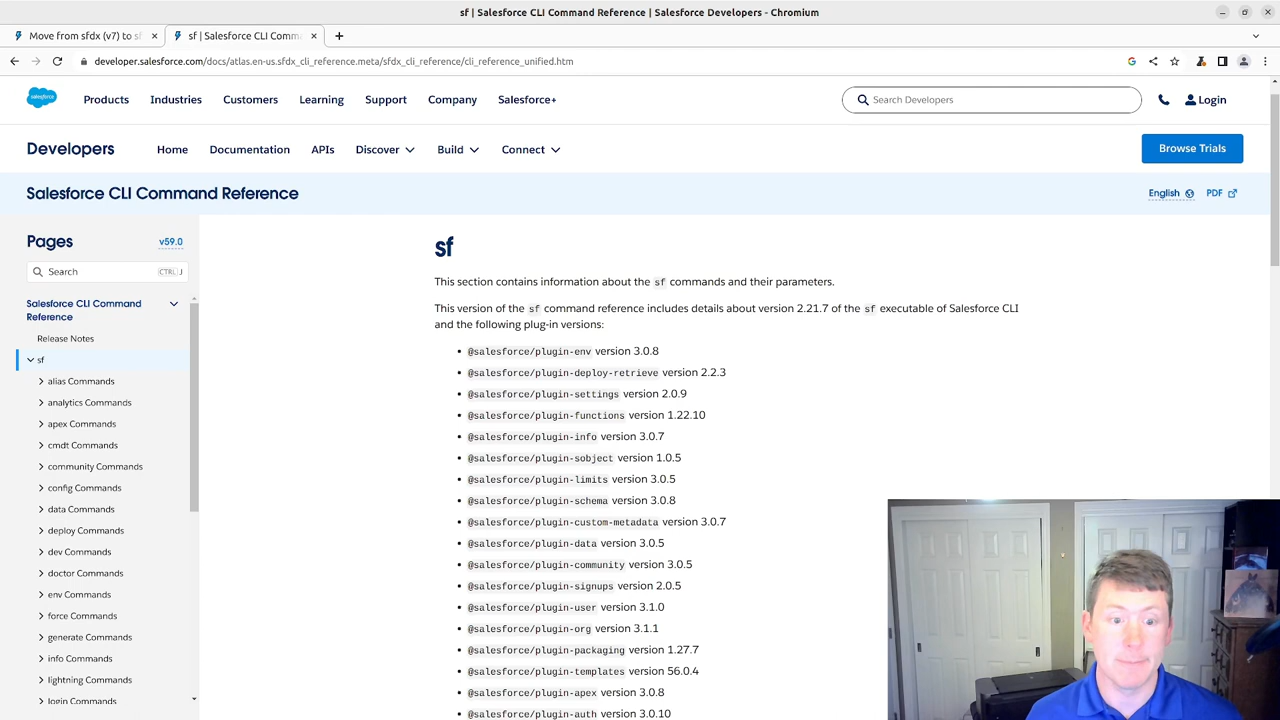 sf | Salesforce CLI Command Reference | Salesforce Developers - Chromium
Move from sfdx (v7) to sf
sf | Salesforce CLI Comma
developer.salesforce.com/docs/atlas.en-us.sfdx_cli_reference.meta/sfdx_cli_reference/cli_reference_unified.htm
salesforce
Products Industries Customers Learning Support Company Salesforce+
Search Developers
Login
Developers
Home Documentation APIs Discover Build Connect
Browse Trials
Salesforce CLI Command Reference
English
PDF
Pages
v59.0
Search
CTRL J
Salesforce CLI Command
Reference
Release Notes
sf
alias Commands
analytics Commands
apex Commands
cmdt Commands
community Commands
config Commands
data Commands
deploy Commands
dev Commands
doctor Commands
env Commands
force Commands
generate Commands
info Commands
lightning Commands
login Commands
sf
This section contains information about the sf commands and their parameters.
This version of the sf command reference includes details about version 2.21.7 of the sf executable of Salesforce CLI
and the following plug-in versions:
• @salesforce/plugin-env version 3.0.8
• @salesforce/plugin-deploy-retrieve version 2.2.3
• @salesforce/plugin-settings version 2.0.9
• @salesforce/plugin-functions version 1.22.10
• @salesforce/plugin-info version 3.0.7
• @salesforce/plugin-sobject version 1.0.5
• @salesforce/plugin-limits version 3.0.5
• @salesforce/plugin-schema version 3.0.8
• @salesforce/plugin-custom-metadata version 3.0.7
• @salesforce/plugin-data version 3.0.5
• @salesforce/plugin-community version 3.0.5
• @salesforce/plugin-signups version 2.0.5
• @salesforce/plugin-user version 3.1.0
• @salesforce/plugin-org version 3.1.1
• @salesforce/plugin-packaging version 1.27.7
• @salesforce/plugin-templates version 56.0.4
• @salesforce/plugin-apex version 3.0.8
• @salesforce/plugin-auth version 3.0.10